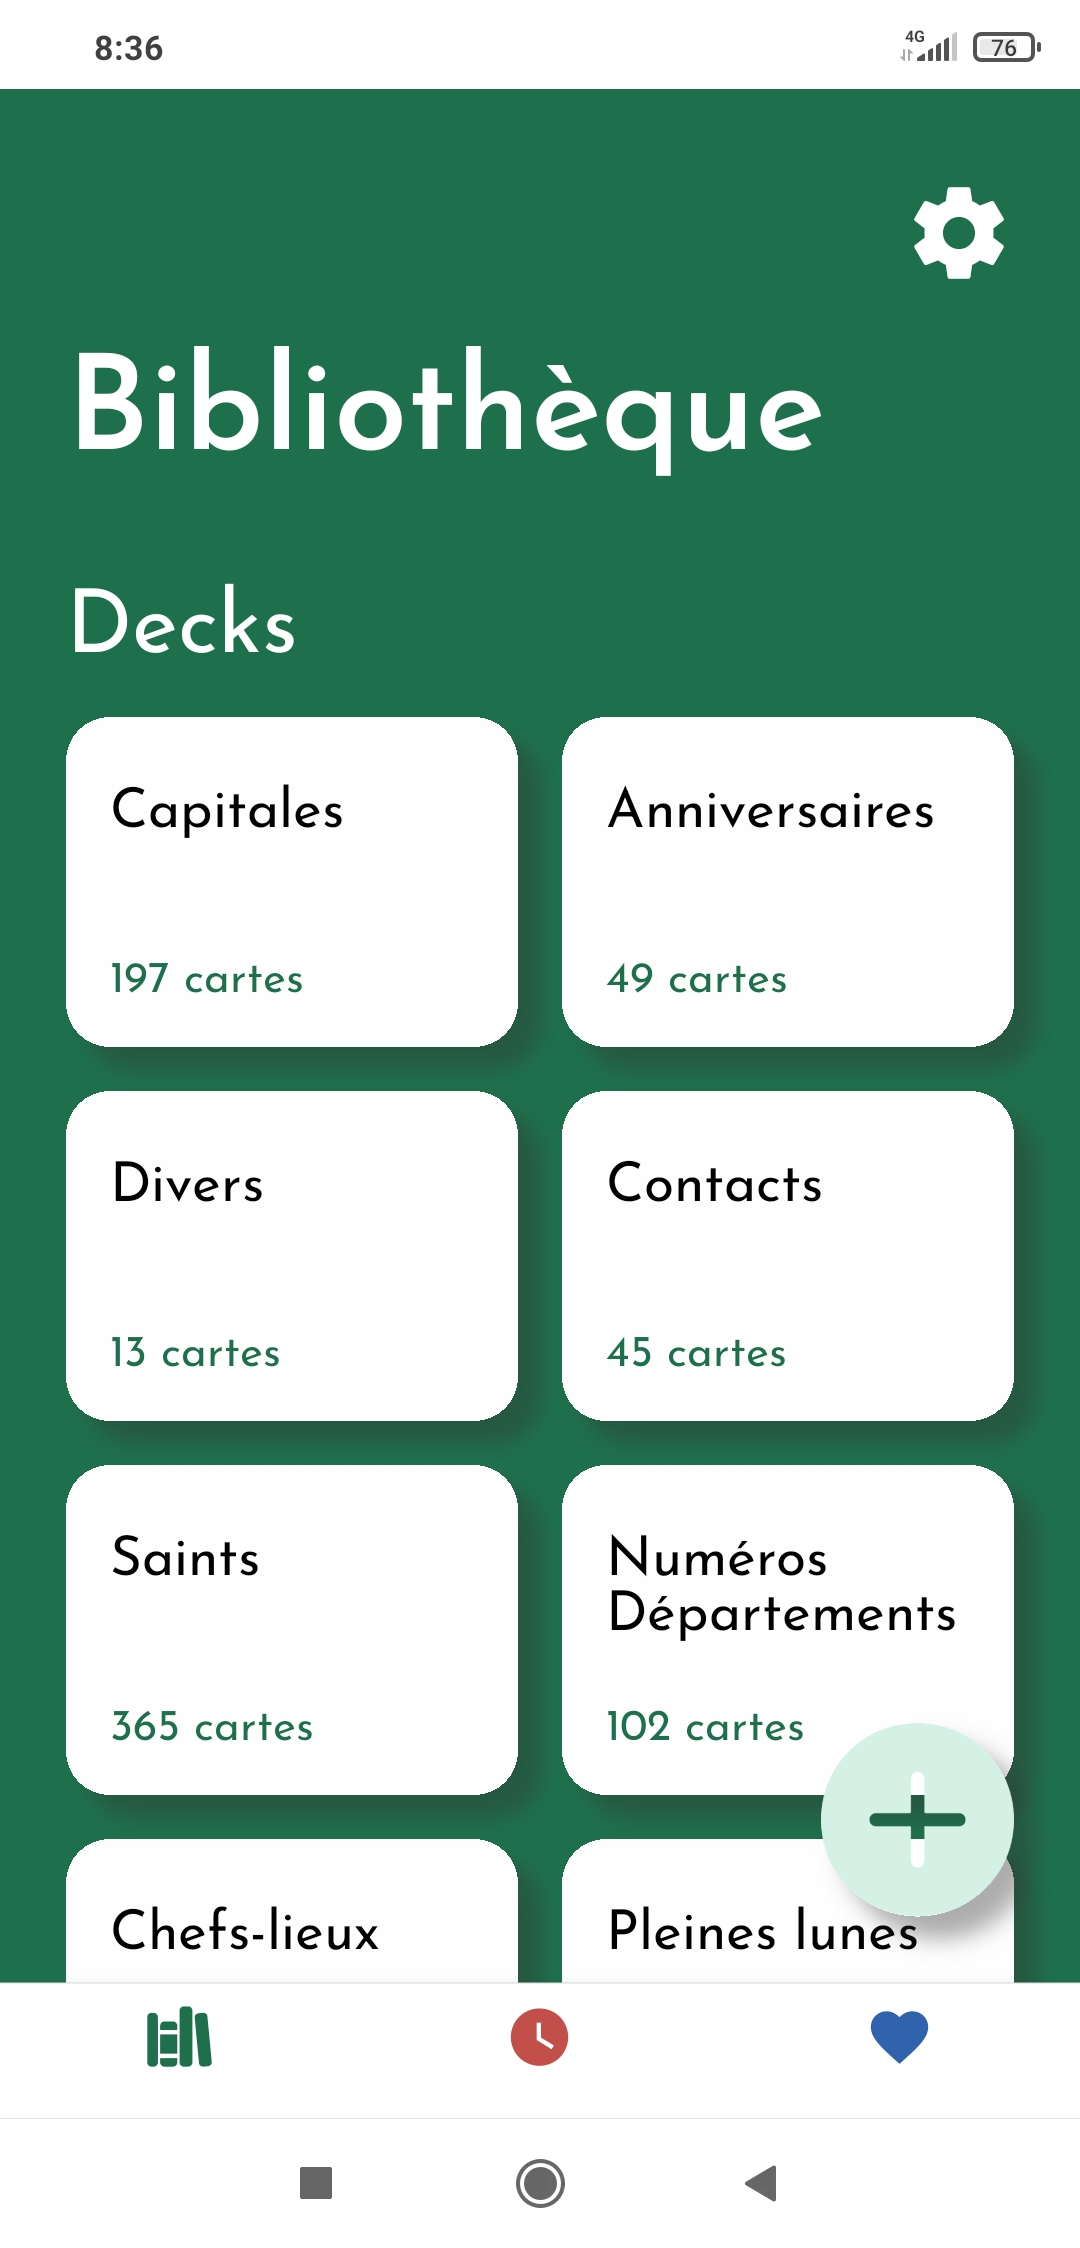 8:36
4G
76
Bibliothèque
Decks
Capitales
197 cartes
Anniversaires
49 cartes
Divers
13 cartes
Contacts
45 cartes
Saints
365 cartes
Numéros
Départements
102 cartes
Chefs-lieux
Pleines lunes